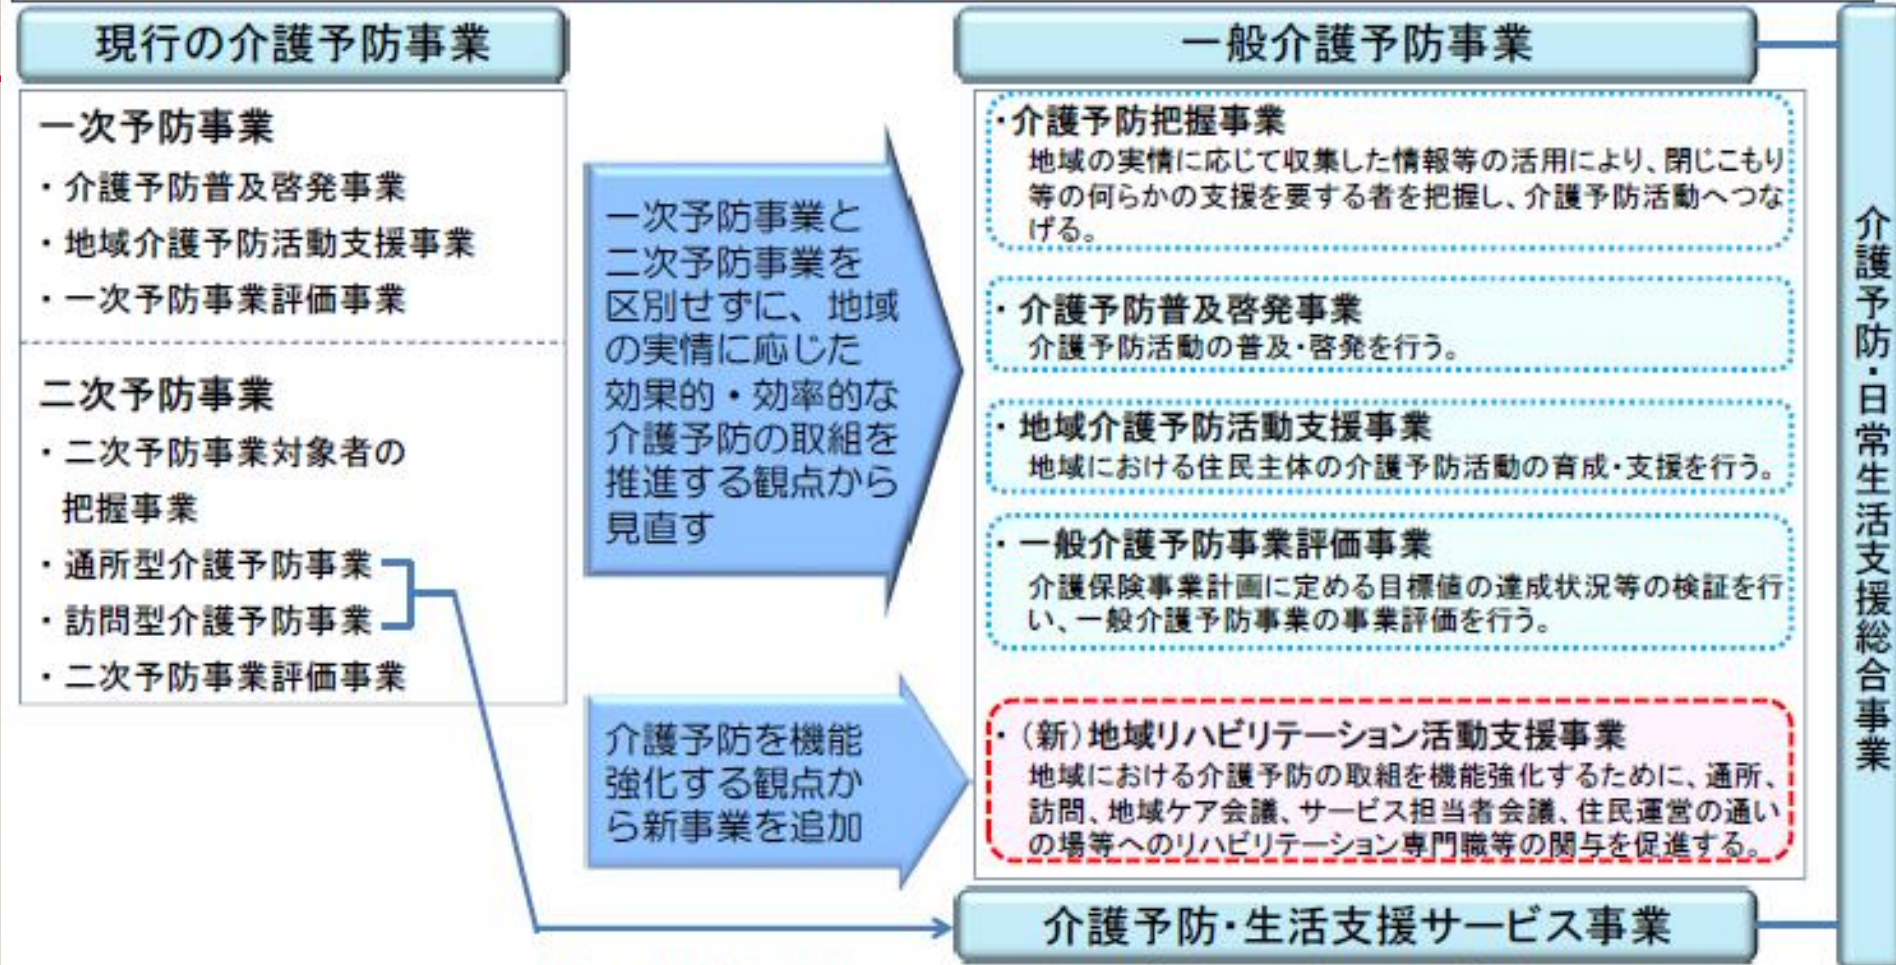 現行の介護予防事業
一次予防事業
・介護予防普及啓発事業
・地域介護予防活動支援事業
・一次予防事業評価事業
二次予防事業
・二次予防事業対象者の
把握事業
・通所型介護予防事業
・訪問型介護予防事業
・二次予防事業評価事業
一次予防事業と
二次予防事業を
区別せずに、地域
の実情に応じた
効果的・効率的な
介護予防の取組を
推進する観点から
見直す
介護予防を機能
強化する観点か
ら新事業を追加
一般介護予防事業
・介護予防把握事業
地域の実情に応じて収集した情報等の活用により、閉じこもり
等の何らかの支援を要する者を把握し、介護予防活動へつな
げる。
・介護予防普及啓発事業
介護予防活動の普及・啓発を行う。
・地域介護予防活動支援事業
地域における住民主体の介護予防活動の育成・支援を行う。
・一般介護予防事業評価事業
介護保険事業計画に定める目標値の達成状況等の検証を行
い、一般介護予防事業の事業評価を行う。
・（新）地域リハビリテーション活動支援事業
地域における介護予防の取組を機能強化するために、通所、
訪問、地域ケア会議、サービス担当者会議、住民運営の通い
の場等へのリハビリテーション専門職等の関与を促進する。
介護予防・生活支援サービス事業
介護予防・日常生活支援総合事業